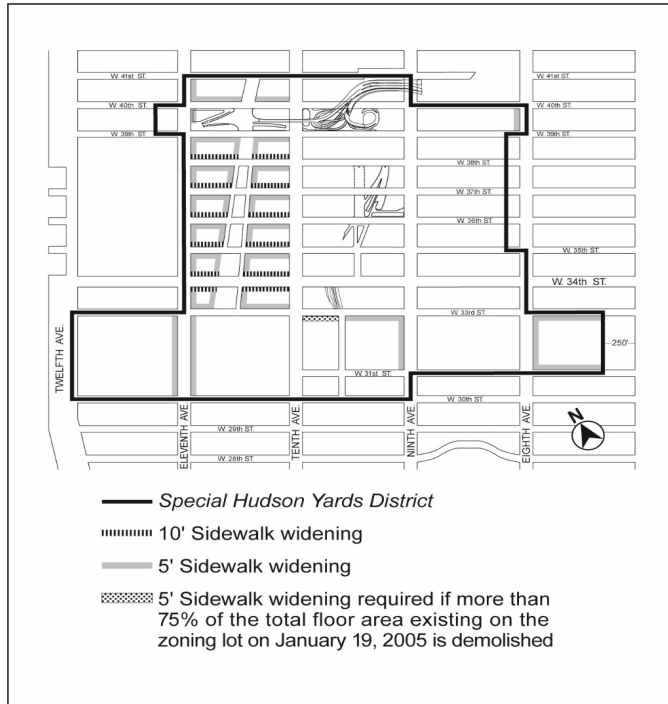 W. 41st ST.
W. 41st ST.
W. 40th ST.
W. 40th ST.
W. 39th ST.
W. 39th ST.
W. 38th ST.
W. 37th ST.
W. 36th ST.
W. 35th ST.
W. 34th ST.
W. 33rd ST.
250'
W. 31st ST.
W. 30th ST.
W. 29th ST.
W. 28th ST.
TWELFTH AVE.
ELEVENTH AVE.
TENTH AVE.
NINTH AVE.
EIGHTH AVE.
N
Special Hudson Yards District
10' Sidewalk widening
5' Sidewalk widening
5' Sidewalk widening required if more than
75% of the total floor area existing on the
zoning lot on January 19, 2005 is demolished